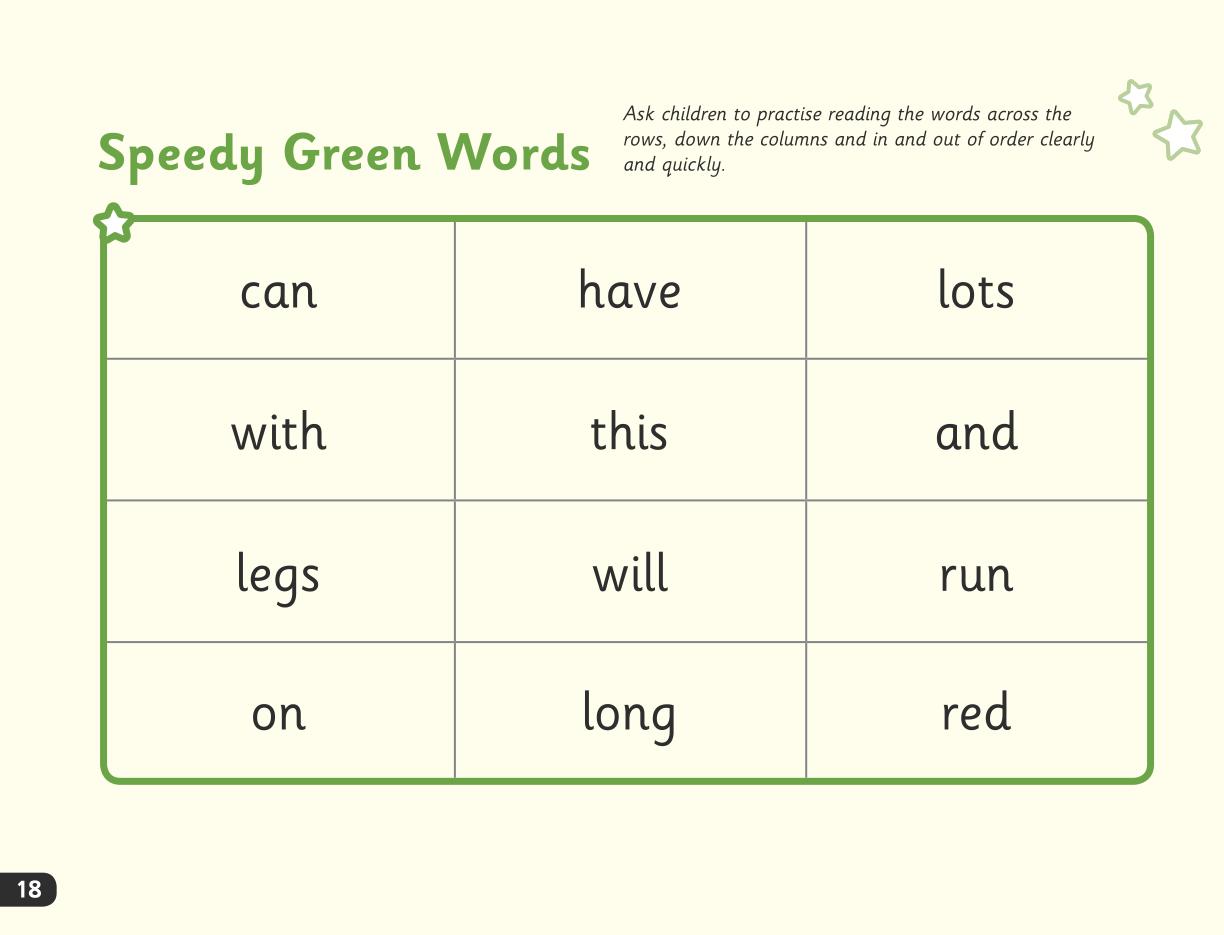 Speedy Green Words
Ask children to practise reading the words across the
rows, down the columns and in and out of order clearly
and quickly.
can have lots
with this and
legs will run
on long red
18